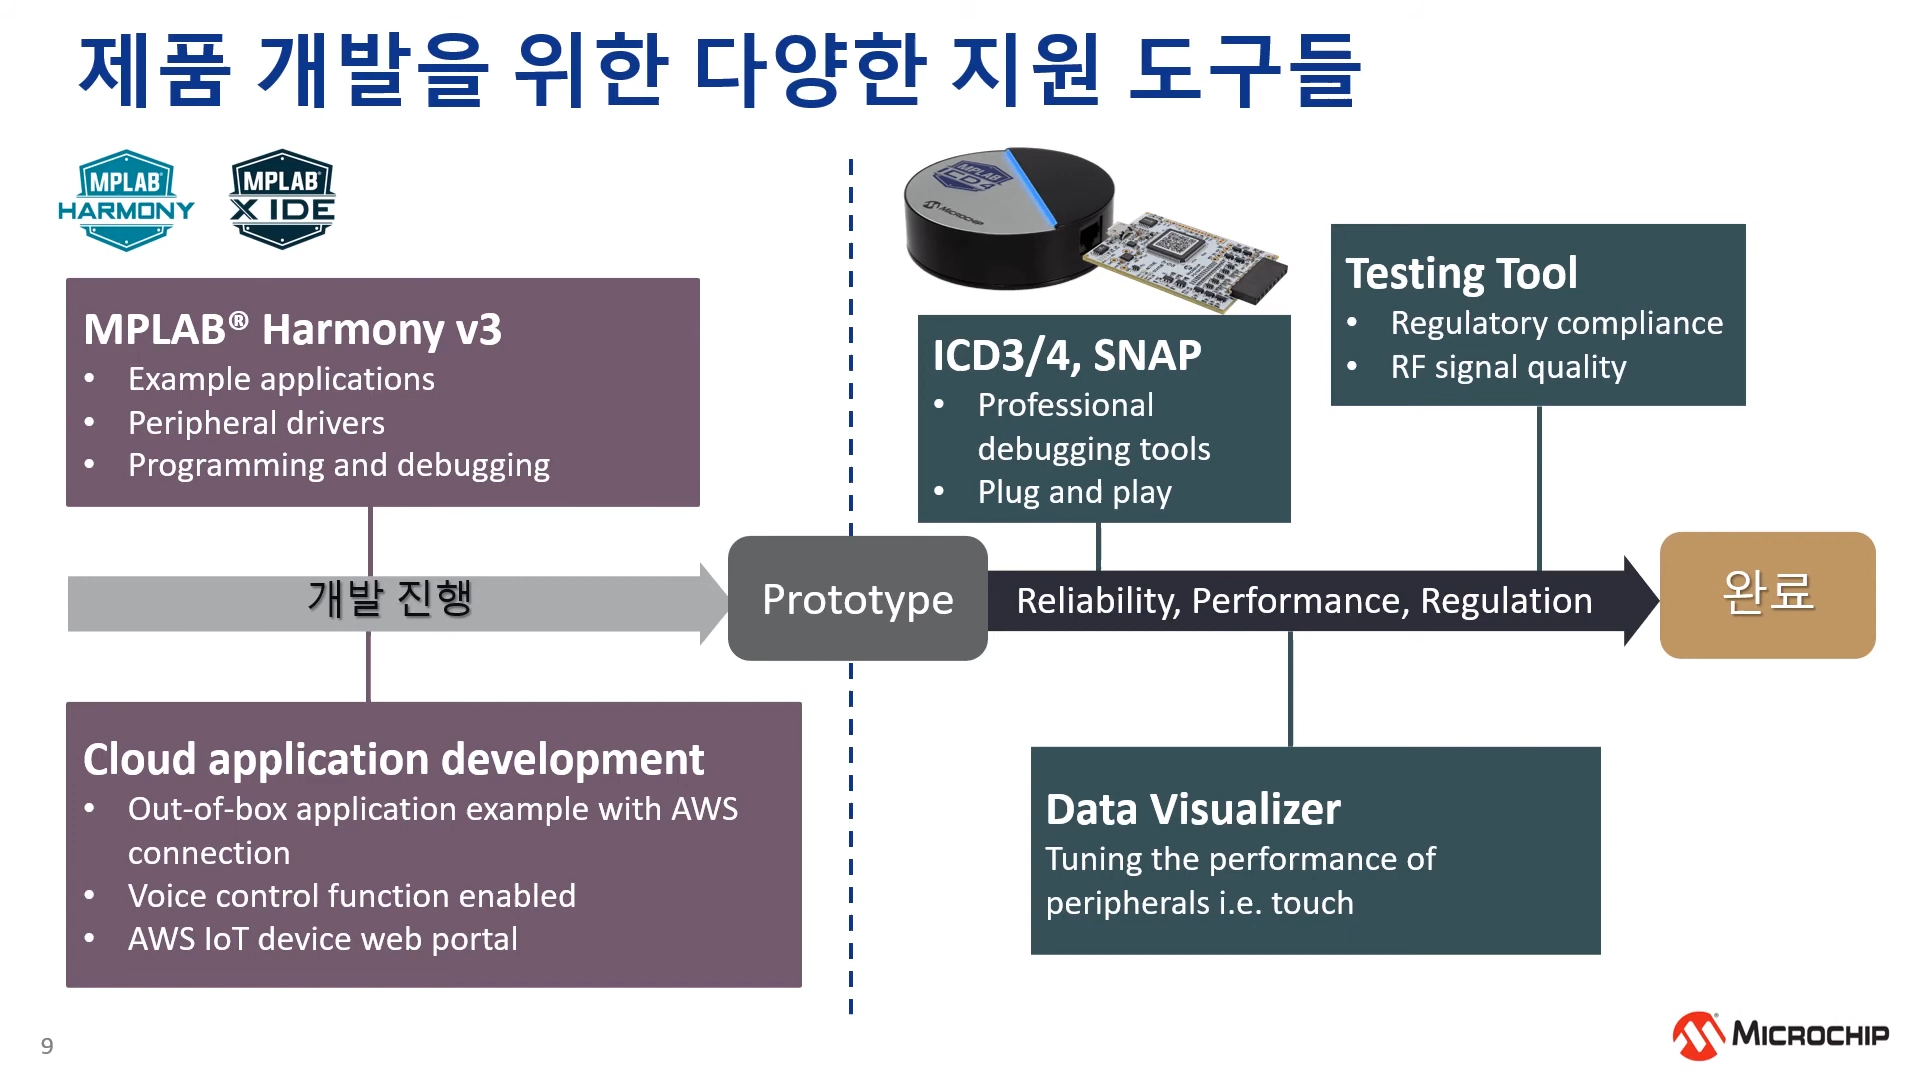 제품 개발을 위한 다양한 지원 도구들
MPLAB®
HARMONY
MPLAB®
X IDE
MPLAB®
ICD4
MICROCHIP
MPLAB® Harmony v3
• Example applications
• Peripheral drivers
• Programming and debugging
ICD3/4, SNAP
• Professional
debugging tools
• Plug and play
Testing Tool
• Regulatory compliance
• RF signal quality
개발 진행
Prototype
Reliability, Performance, Regulation
완료
Cloud application development
• Out-of-box application example with AWS
connection
• Voice control function enabled
• AWS IoT device web portal
Data Visualizer
Tuning the performance of
peripherals i.e. touch
9
MICROCHIP